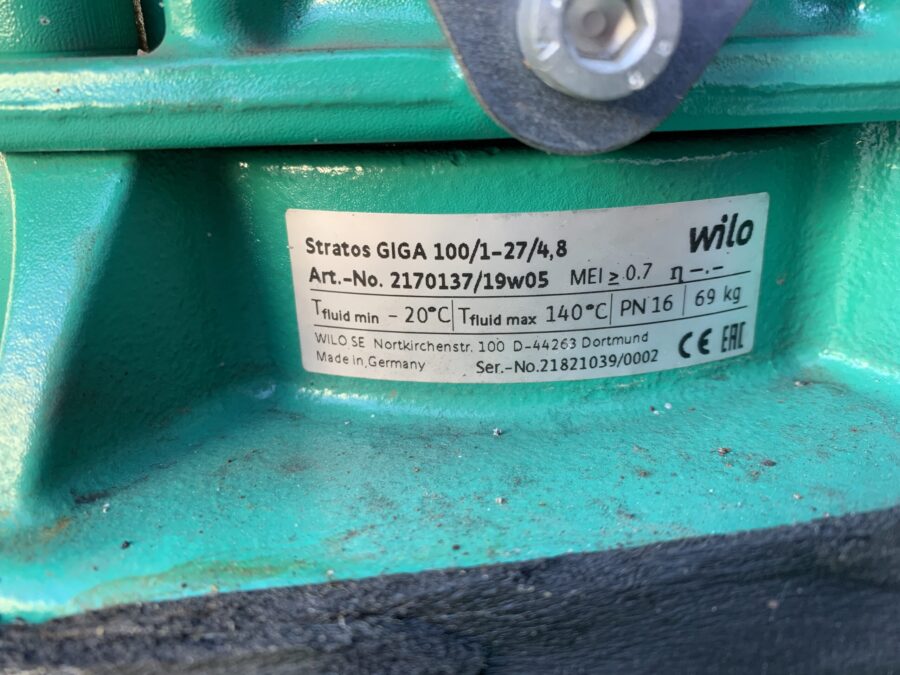 wilo
Stratos GIGA 100/1-27/4,8
Art.-No. 2170137/19w05 MEI ≥ 0.7 η -.-
Tfluid min - 20°C Tfluid max 140°C PN 16 69 kg
WILO SE Nortkirchenstr. 100 D-44263 Dortmund
Made in Germany Ser.-No.21821039/0002 CE EAC